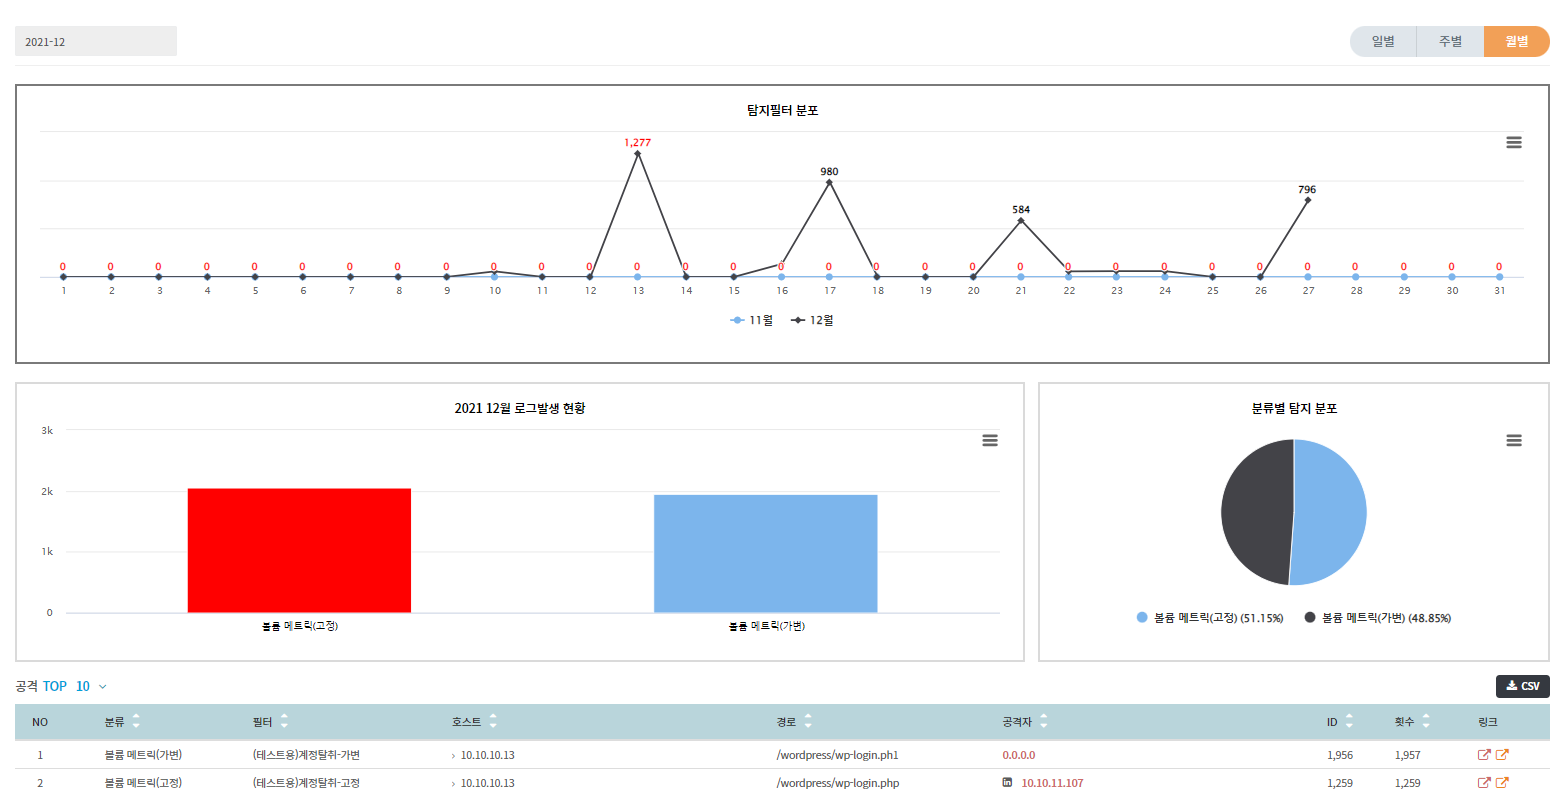 2021-12
일별 주별 월별
탐지필터 분포
1,277
980
796
584
0 0 0 0 0 0 0 0 0 0 0 0 0 0 0 0 0 0 0 0 0 0 0 0 0 0 0 0 0 0 0
1 2 3 4 5 6 7 8 9 10 11 12 13 14 15 16 17 18 19 20 21 22 23 24 25 26 27 28 29 30 31
11월 12월
2021 12월 로그발생 현황
3k
2k
1k
0
볼륨 메트릭(고정) 볼륨 메트릭(가변)
분류별 탐지 분포
볼륨 메트릭(고정) (51.15%) 볼륨 메트릭(가변) (48.85%)
공격 TOP 10
CSV
NO 분류 필터 호스트 경로 공격자 ID 횟수 링크
1 볼륨 메트릭(가변) (테스트용)계정탈취-가변 › 10.10.10.13 /wordpress/wp-login.ph1 0.0.0.0 1,956 1,957
2 볼륨 메트릭(고정) (테스트용)계정탈취-고정 › 10.10.10.13 /wordpress/wp-login.php in 10.10.11.107 1,259 1,259